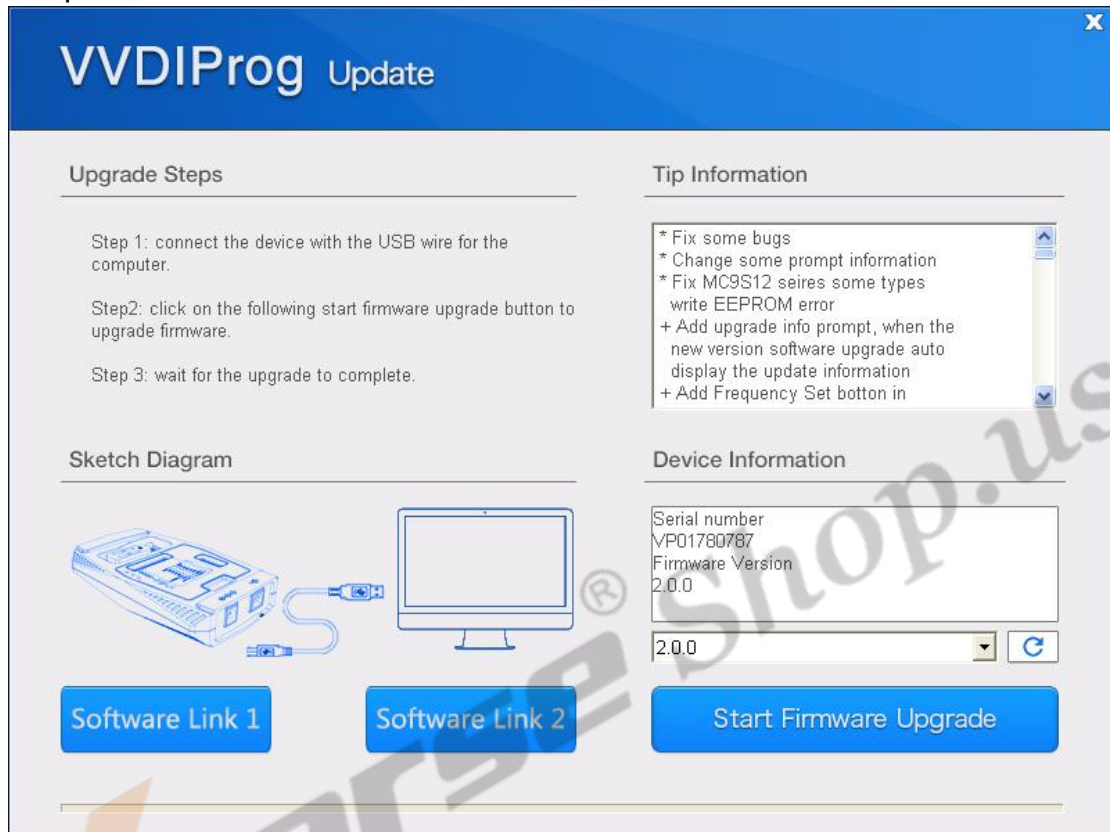 X
VVDIProg Update
Upgrade Steps
Step 1: connect the device with the USB wire for the
computer.
Step2: click on the following start firmware upgrade button to
upgrade firmware.
Step 3: wait for the upgrade to complete.
Tip Information
* Fix some bugs
* Change some prompt information
* Fix MC9S12 seires some types
write EEPROM error
+ Add upgrade info prompt, when the
new version software upgrade auto
display the update information
+ Add Frequency Set botton in
Sketch Diagram
Device Information
Serial number
VP01780787
Firmware Version
2.0.0
2.0.0
Software Link 1
Software Link 2
Start Firmware Upgrade
® Shop.us